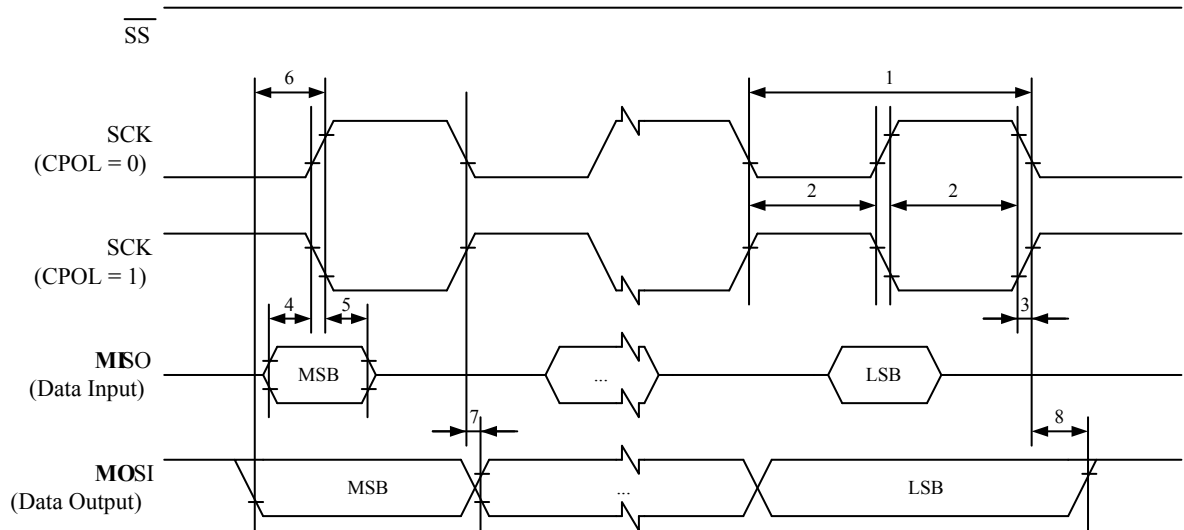 SS
6
1
SCK
(CPOL = 0)
2
2
SCK
(CPOL = 1)
4
5
3
MISO
(Data Input)
MSB
...
LSB
7
8
MOSI
(Data Output)
MSB
...
LSB